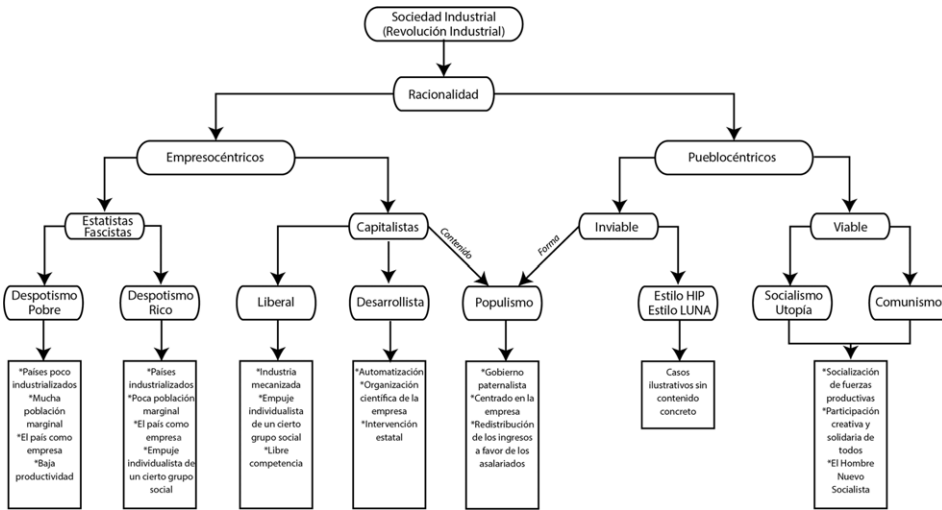 Sociedad Industrial
(Revolución Industrial)
Racionalidad
Empresocéntricos
Pueblocéntricos
Estatistas
Fascistas
Capitalistas
Contenido
Forma
Inviable
Viable
Despotismo
Pobre
Despotismo
Rico
Liberal
Desarrollista
Populismo
Estilo HIP
Estilo LUNA
Socialismo
Utopía
Comunismo
*Países poco
industrializados
*Mucha
población
marginal
*El país como
empresa
*Baja
productividad
*Países
industrializados
*Poca población
marginal
*El país como
empresa
*Empuje
individualista de
un cierto grupo
social
*Industria
mecanizada
*Empuje
individualista
de un cierto
grupo social
*Libre
competencia
*Automatización
*Organización
científica de la
empresa
*Intervención
estatal
*Gobierno
paternalista
*Centrado en la
empresa
*Redistribución
de los ingresos
a favor de los
asalariados
Casos
ilustrativos sin
contenido
concreto
*Socialización
de fuerzas
productivas
*Participación
creativa y
solidaria de
todos
*El Hombre
Nuevo
Socialista